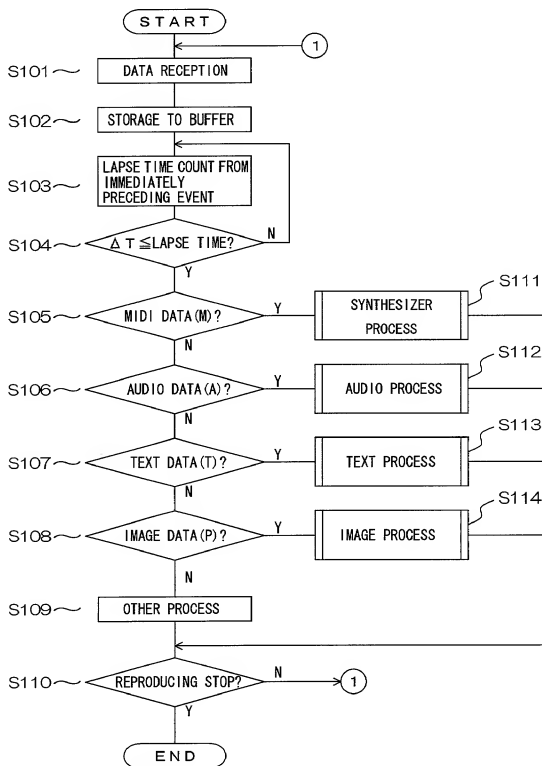 START
1
S101 DATA RECEPTION
S102 STORAGE TO BUFFER
S103 LAPSE TIME COUNT FROM
IMMEDIATELY
PRECEDING EVENT
S104 Δ T ≦LAPSE TIME? N
Y
S105 MIDI DATA(M)? Y SYNTHESIZER
PROCESS S111
N
S106 AUDIO DATA(A)? Y AUDIO PROCESS S112
N
S107 TEXT DATA(T)? Y TEXT PROCESS S113
N
S108 IMAGE DATA(P)? Y IMAGE PROCESS S114
N
S109 OTHER PROCESS
S110 REPRODUCING STOP? N 1
Y
END